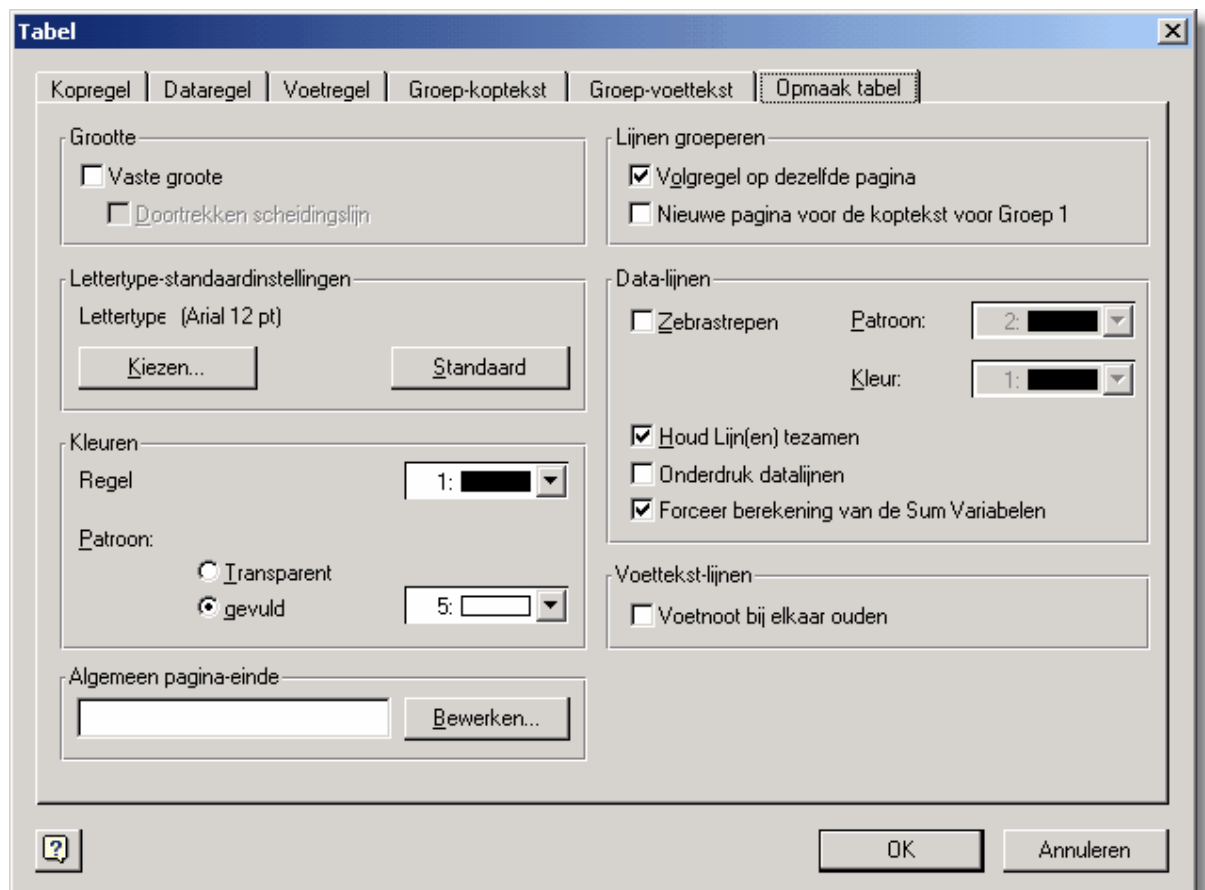 Tabel
Kopregel
Dataregel
Voetregel
Groep-koptekst
Groep-voettekst
Opmaak tabel
Grootte
Vaste groote
Doortrekken scheidingslijn
Lettertype-standaardinstellingen
Lettertype (Arial 12 pt)
Kiezen...
Standaard
Kleuren
Regel
1:
Patroon:
Transparent
gevuld
5:
Algemeen pagina-einde
Bewerken...
Lijnen groeperen
Volgregel op dezelfde pagina
Nieuwe pagina voor de koptekst voor Groep 1
Data-lijnen
Zebrastrepen
Patroon:
2:
Kleur:
1:
Houd Lijn(en) tezamen
Onderdruk datalijnen
Forceer berekening van de Sum Variabelen
Voettekst-lijnen
Voetnoot bij elkaar ouden
?
OK
Annuleren